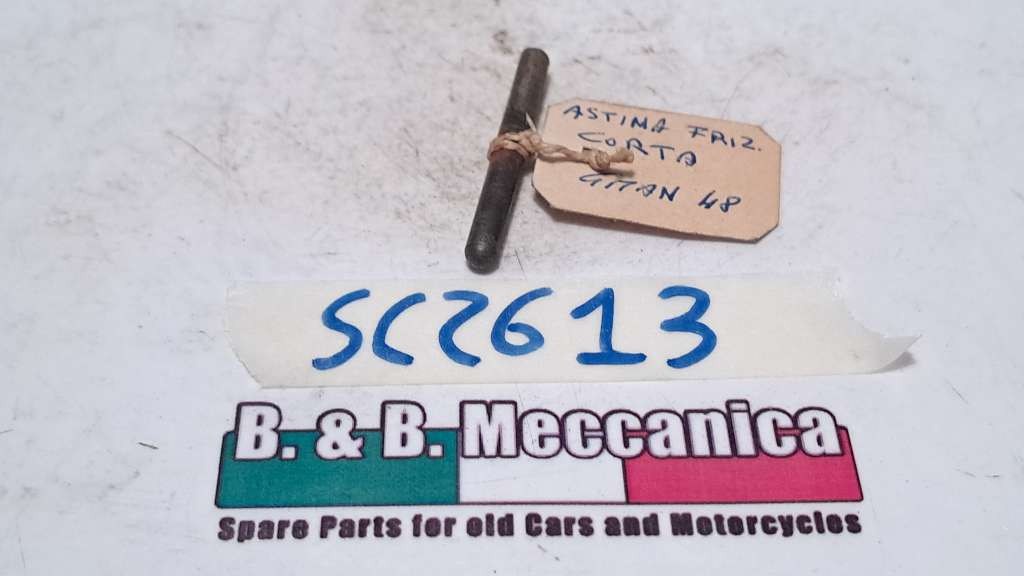 ASTINA FRIZ.
CORTA
GITAN 48
SC2613
B. & B. Meccanica
Spare Parts for old Cars and Motorcycles